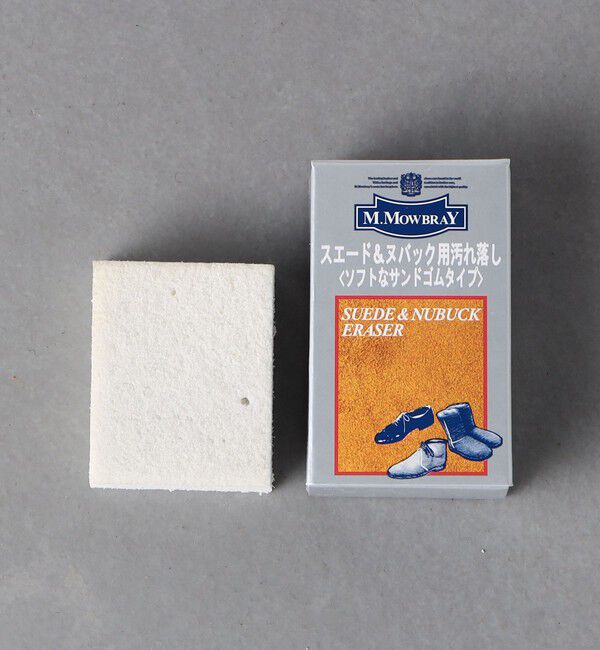 M.MOWBRAY
スエード&ヌバック用汚れ落し
〈ソフトなサンドゴムタイプ〉
SUEDE & NUBUCK
ERASER